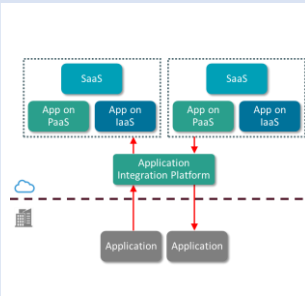 SaaS
SaaS
App on
PaaS
App on
IaaS
App on
PaaS
App on
IaaS
Application
Integration Platform
Application
Application